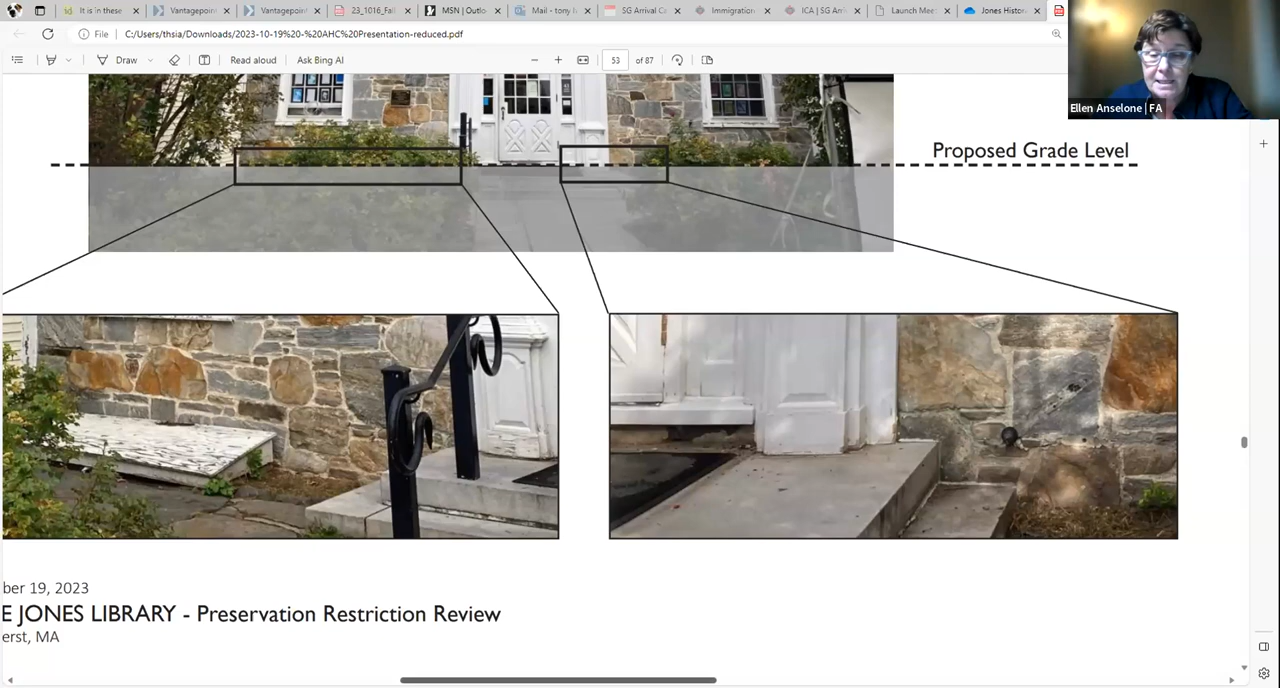 It is in these
Vantagepoin
Vantagepoin
23_1016_Fall
MSN | Outlo
Mail - tony
SG Arrival C
Immigration
ICA | SG Arri
Launch Mee
Jones Histor
File
C:/Users/thsia/Downloads/2023-10-19%20-%20AHC%20Presentation-reduced.pdf
Draw
Read aloud
Ask Bing AI
53 of 87
Ellen Anselone | FA
Proposed Grade Level
ber 19, 2023
E JONES LIBRARY - Preservation Restriction Review
erst, MA